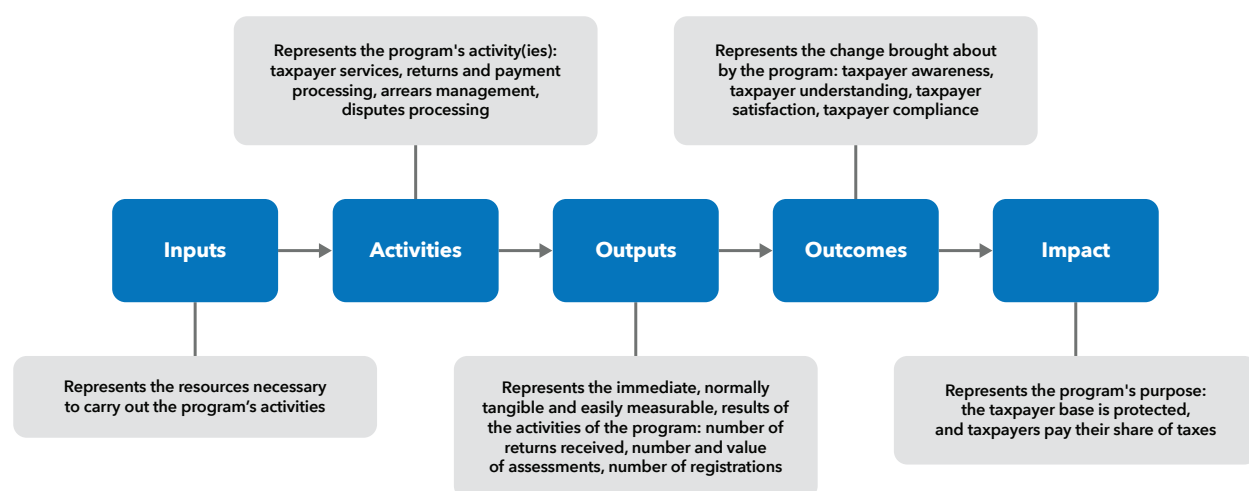 Represents the program's activity(ies):
taxpayer services, returns and payment
processing, arrears management,
disputes processing
Represents the change brought about
by the program: taxpayer awareness,
taxpayer understanding, taxpayer
satisfaction, taxpayer compliance
Inputs
Activities
Outputs
Outcomes
Impact
Represents the resources necessary
to carry out the program’s activities
Represents the immediate, normally
tangible and easily measurable, results of
the activities of the program: number of
returns received, number and value
of assessments, number of registrations
Represents the program's purpose:
the taxpayer base is protected,
and taxpayers pay their share of taxes